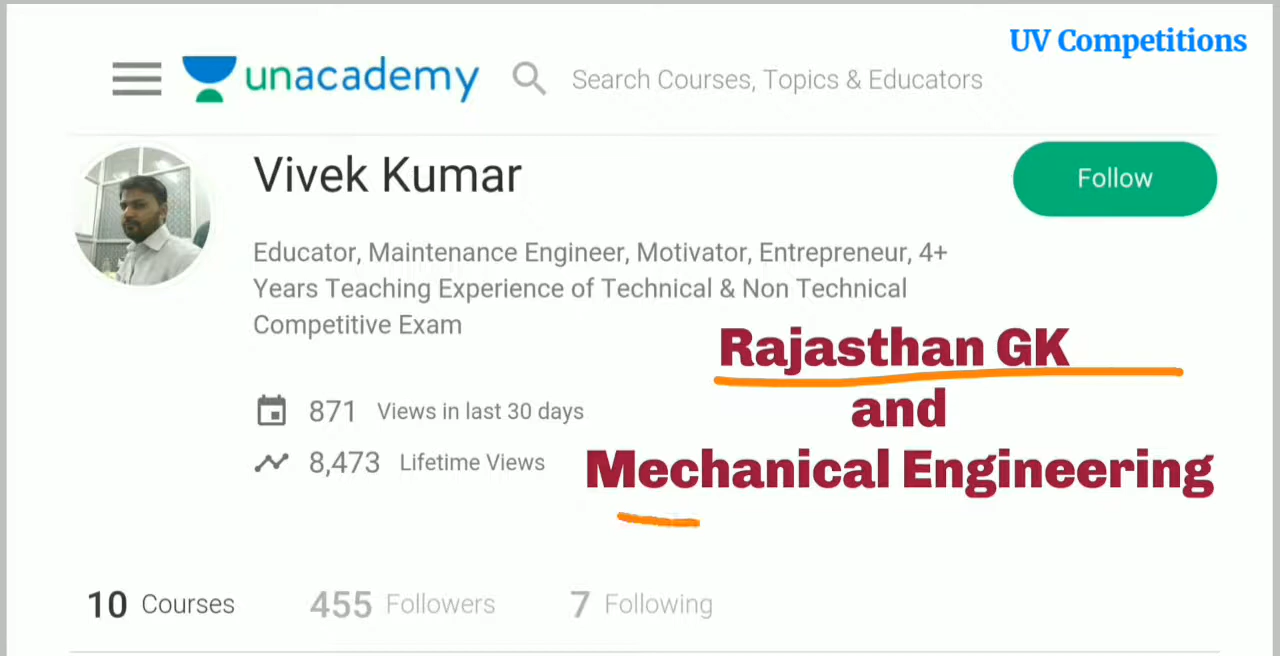 UV Competitions
unacademy
Search Courses, Topics & Educators
Vivek Kumar
Follow
Educator, Maintenance Engineer, Motivator, Entrepreneur, 4+
Years Teaching Experience of Technical & Non Technical
Competitive Exam
Rajasthan GK
and
Mechanical Engineering
871 Views in last 30 days
8,473 Lifetime Views
10 Courses
455 Followers
7 Following